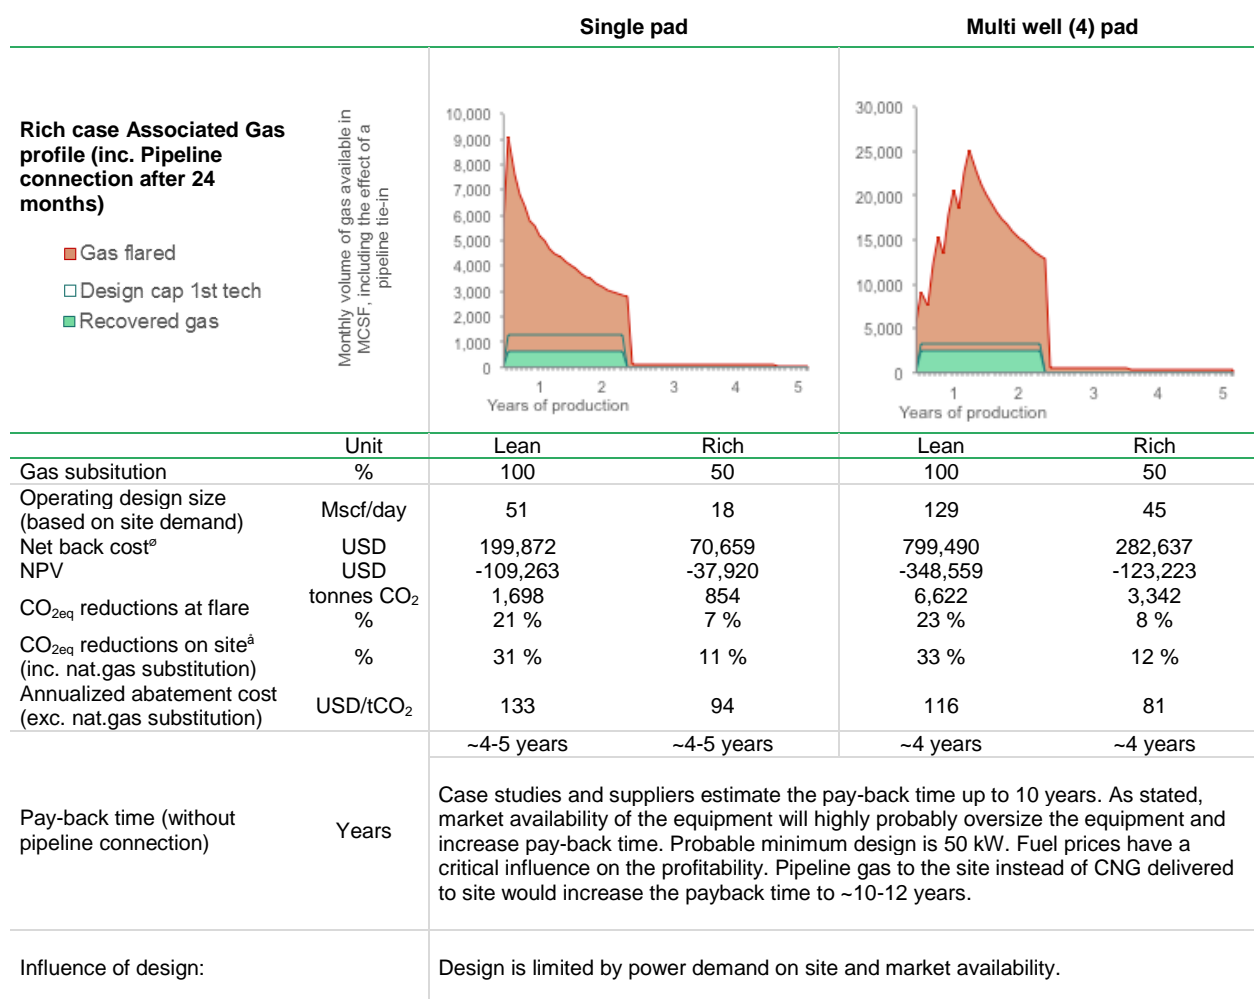 Single pad
Multi well (4) pad
Rich case Associated Gas
profile (inc. Pipeline
connection after 24
months)
Gas flared
Design cap 1st tech
Recovered gas
Monthly volume of gas available in
MCSF, including the effect of a
pipeline tie-in
10,000
9,000
8,000
7,000
6,000
5,000
4,000
3,000
2,000
1,000
0
1 2 3 4 5
Years of production
30,000
25,000
20,000
15,000
10,000
5,000
0
1 2 3 4 5
Years of production
Unit Lean Rich Lean Rich
Gas subsitution % 100 50 100 50
Operating design size
(based on site demand) Mscf/day 51 18 129 45
Net back costᶲ USD 199,872 70,659 799,490 282,637
NPV USD -109,263 -37,920 -348,559 -123,223
CO2eq reductions at flare tonnes CO2 1,698 854 6,622 3,342
% 21 % 7 % 23 % 8 %
CO2eq reductions on siteå
(inc. nat.gas substitution) % 31 % 11 % 33 % 12 %
Annualized abatement cost
(exc. nat.gas substitution) USD/tCO2 133 94 116 81
~4-5 years ~4-5 years ~4 years ~4 years
Pay-back time (without
pipeline connection)
Years
Case studies and suppliers estimate the pay-back time up to 10 years. As stated,
market availability of the equipment will highly probably oversize the equipment and
increase pay-back time. Probable minimum design is 50 kW. Fuel prices have a
critical influence on the profitability. Pipeline gas to the site instead of CNG delivered
to site would increase the payback time to ~10-12 years.
Influence of design:
Design is limited by power demand on site and market availability.